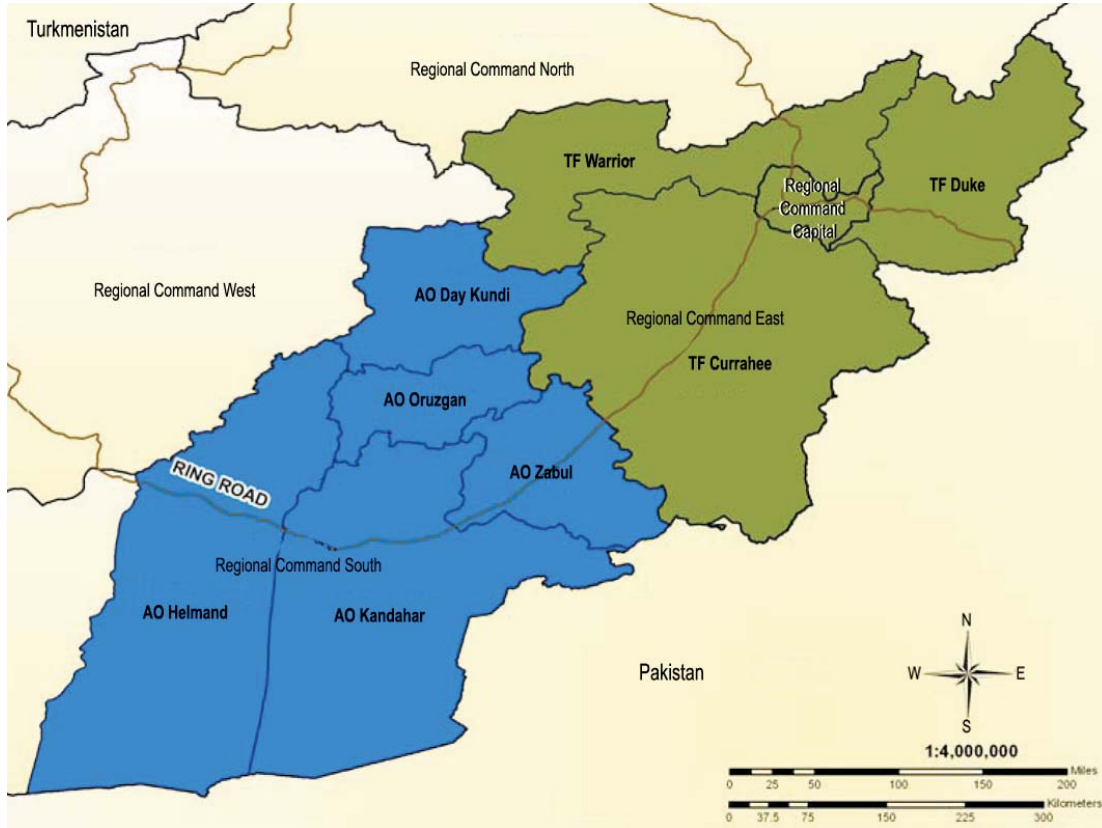 Turkmenistan
Regional Command North
TF Warrior
TF Duke
Regional
Command
Capital
Regional Command West
AO Day Kundi
Regional Command East
TF Currahee
AO Oruzgan
AO Zabul
RING ROAD
Regional Command South
AO Helmand
AO Kandahar
Pakistan
N
W E
S
1:4,000,000
Miles
0 25 50 100 150 200
Kilometers
0 37.5 75 150 225 300